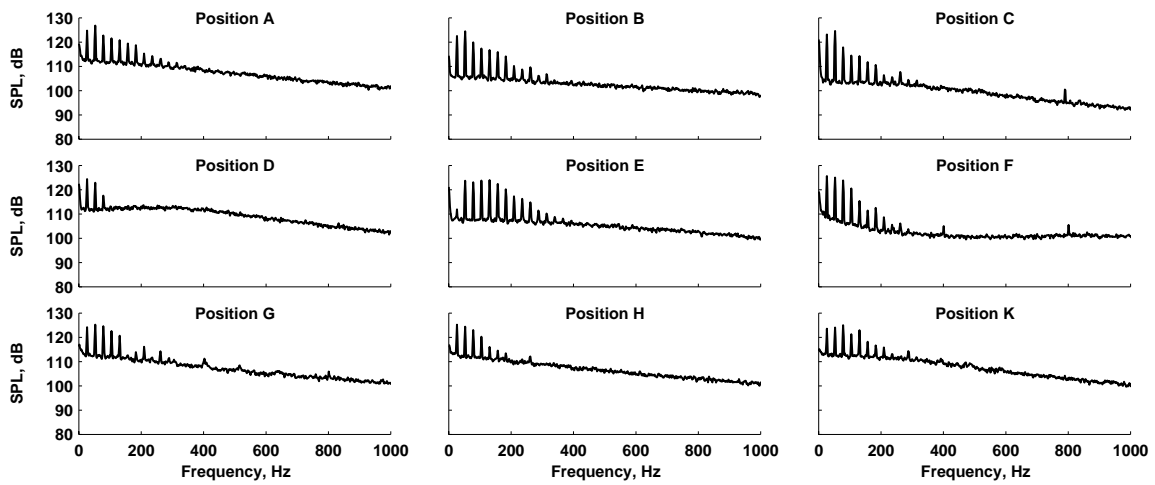 Position A Position B Position C
130
120
110
100
90
80
SPL, dB
Position D Position E Position F
130
120
110
100
90
80
SPL, dB
Position G Position H Position K
130
120
110
100
90
80
SPL, dB
0 200 400 600 800 1000 0 200 400 600 800 1000 0 200 400 600 800 1000
Frequency, Hz Frequency, Hz Frequency, Hz